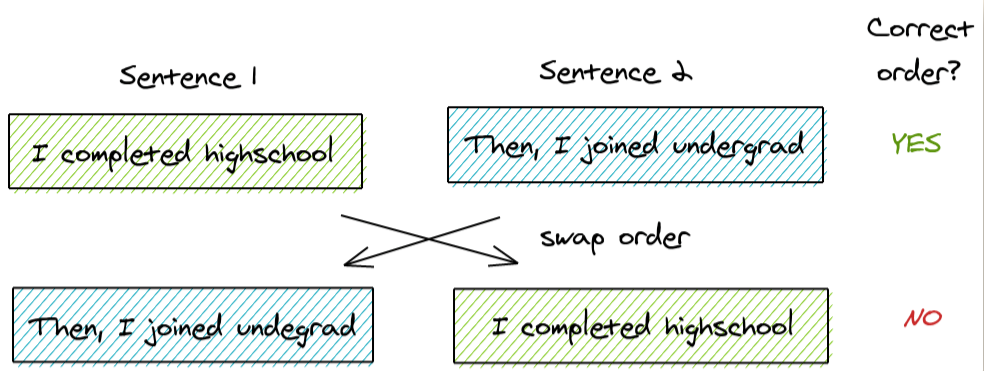 Correct
order?
Sentence 1
Sentence 2
I completed highschool
Then, I joined undergrad
YES
swap order
Then, I joined undegrad
I completed highschool
NO